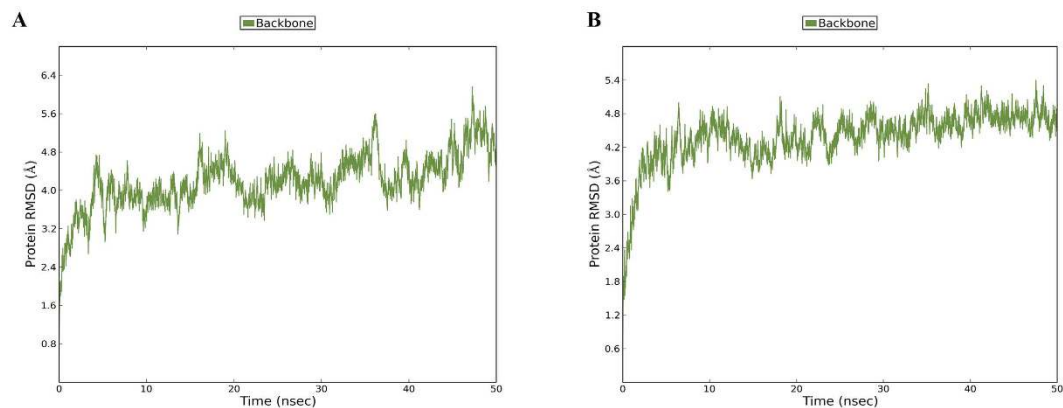 A
Backbone
Protein RMSD (Å)
6.4
5.6
4.8
4.0
3.2
2.4
1.6
0.8
0 10 20 30 40 50
Time (nsec)
B
Backbone
Protein RMSD (Å)
5.4
4.8
4.2
3.6
3.0
2.4
1.8
1.2
0.6
0 10 20 30 40 50
Time (nsec)